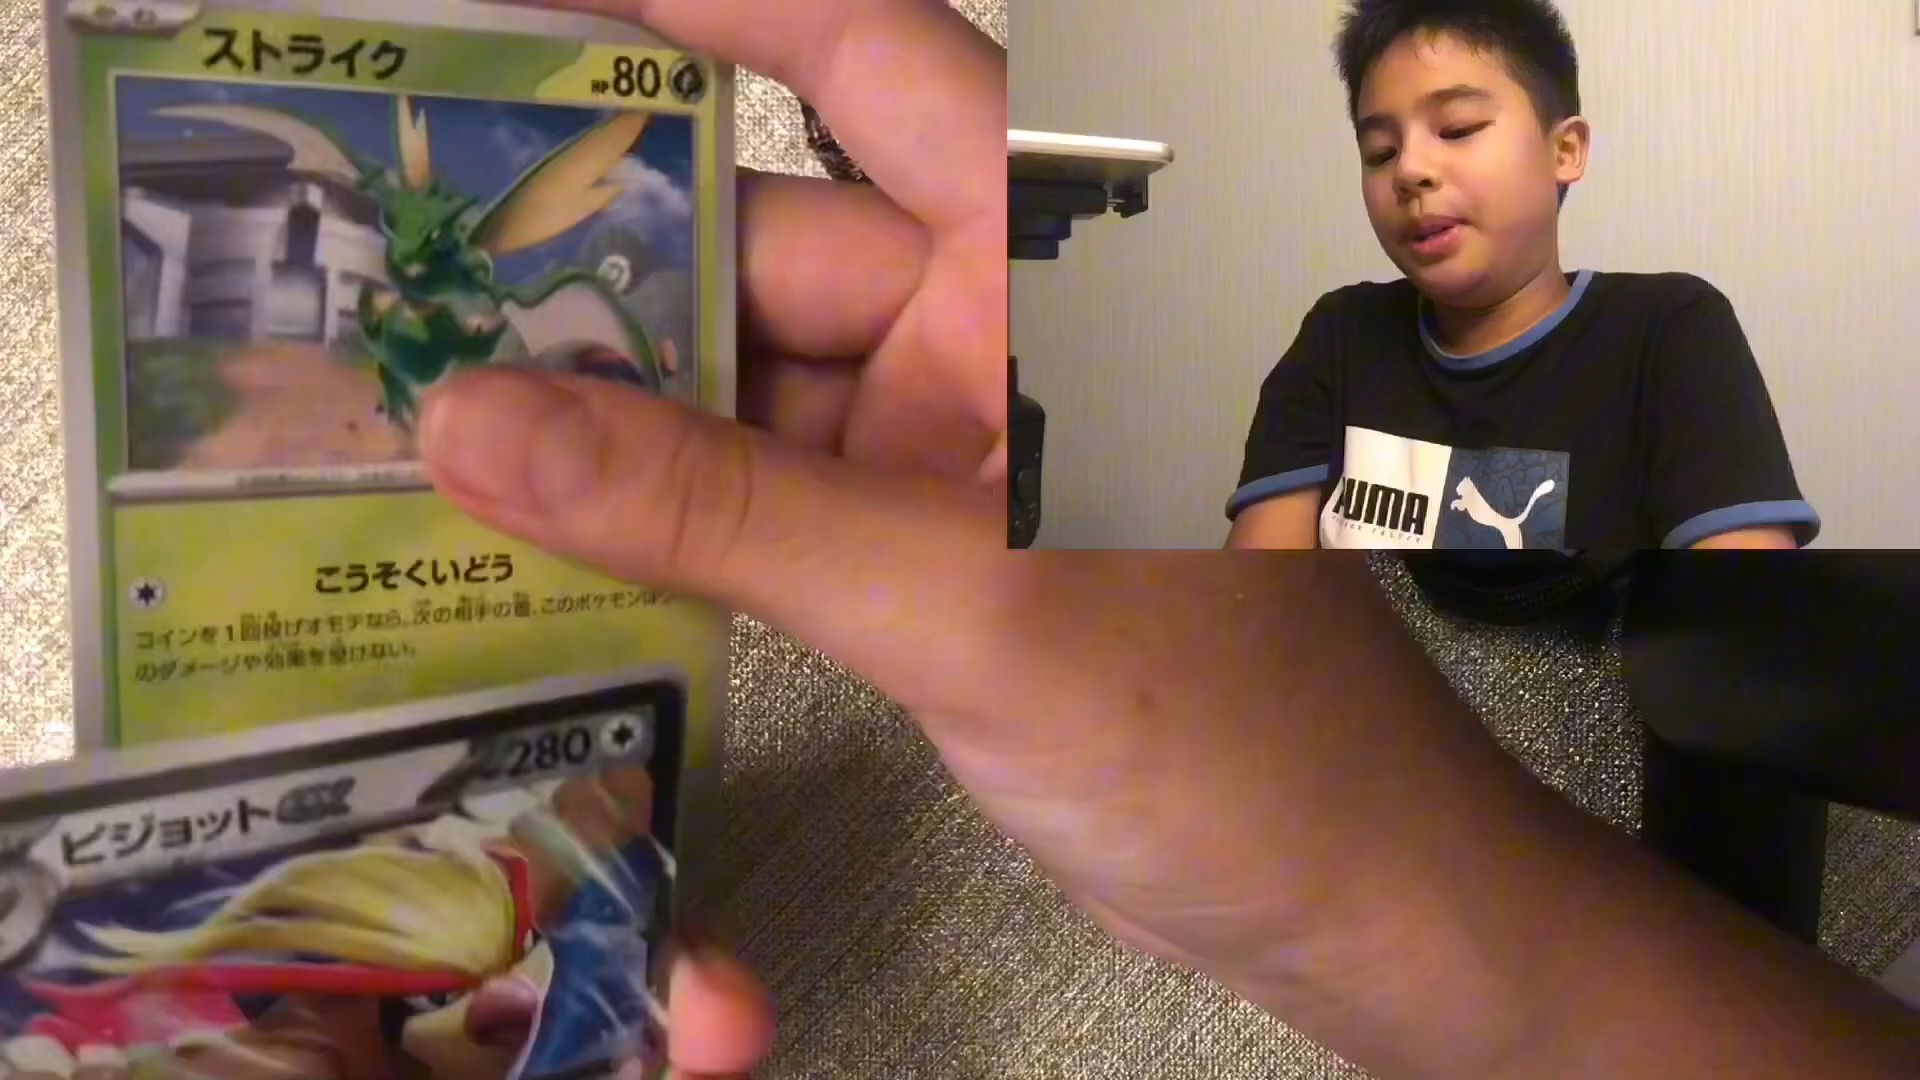 ストライク
HP80
こうそくいどう
コインを1回投げオモテなら、次の相手の番、このポケモンは
のダメージや効果を受けない。
280
ピジョットex
PUMA